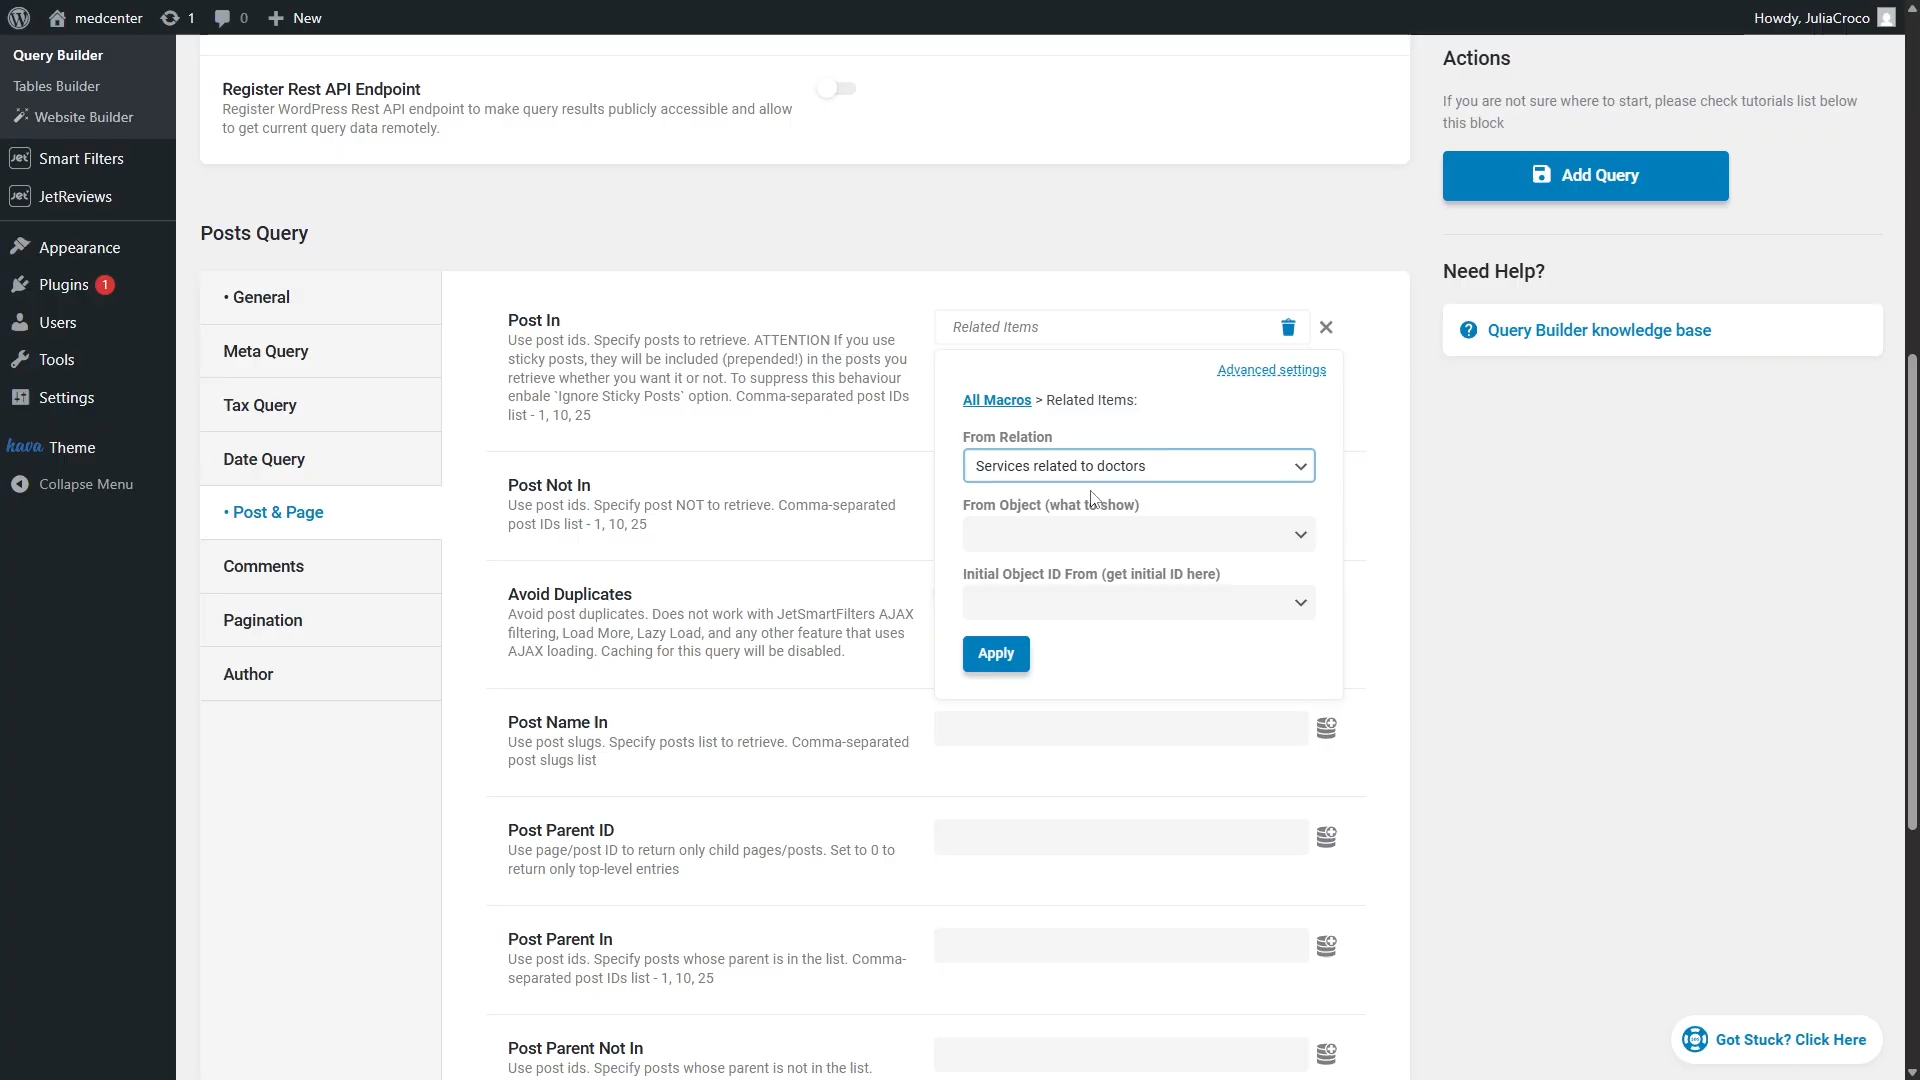 medcenter
1
0
New
Howdy, JuliaCroco
Query Builder
Tables Builder
Website Builder
Jet
Smart Filters
Jet
JetReviews
Appearance
Plugins 1
Users
Tools
Settings
hava Theme
Collapse Menu
Register Rest API Endpoint
Register WordPress Rest API endpoint to make query results publicly accessible and allow
to get current query data remotely.
Posts Query
• General
Meta Query
Tax Query
Date Query
• Post & Page
Comments
Pagination
Author
Post In
Use post ids. Specify posts to retrieve. ATTENTION If you use
sticky posts, they will be included (prepended!) in the posts you
retrieve whether you want it or not. To suppress this behaviour
enbale `Ignore Sticky Posts` option. Comma-separated post IDs
list - 1, 10, 25
Related Items
Advanced settings
All Macros > Related Items:
From Relation
Services related to doctors
From Object (what to show)
Initial Object ID From (get initial ID here)
Apply
Post Not In
Use post ids. Specify post NOT to retrieve. Comma-separated
post IDs list - 1, 10, 25
Avoid Duplicates
Avoid post duplicates. Does not work with JetSmartFilters AJAX
filtering, Load More, Lazy Load, and any other feature that uses
AJAX loading. Caching for this query will be disabled.
Post Name In
Use post slugs. Specify posts list to retrieve. Comma-separated
post slugs list
Post Parent ID
Use page/post ID to return only child pages/posts. Set to 0 to
return only top-level entries
Post Parent In
Use post ids. Specify posts whose parent is in the list. Comma-
separated post IDs list - 1, 10, 25
Post Parent Not In
Use post ids. Specify posts whose parent is not in the list.
Actions
If you are not sure where to start, please check tutorials list below
this block
Add Query
Need Help?
Query Builder knowledge base
Got Stuck? Click Here